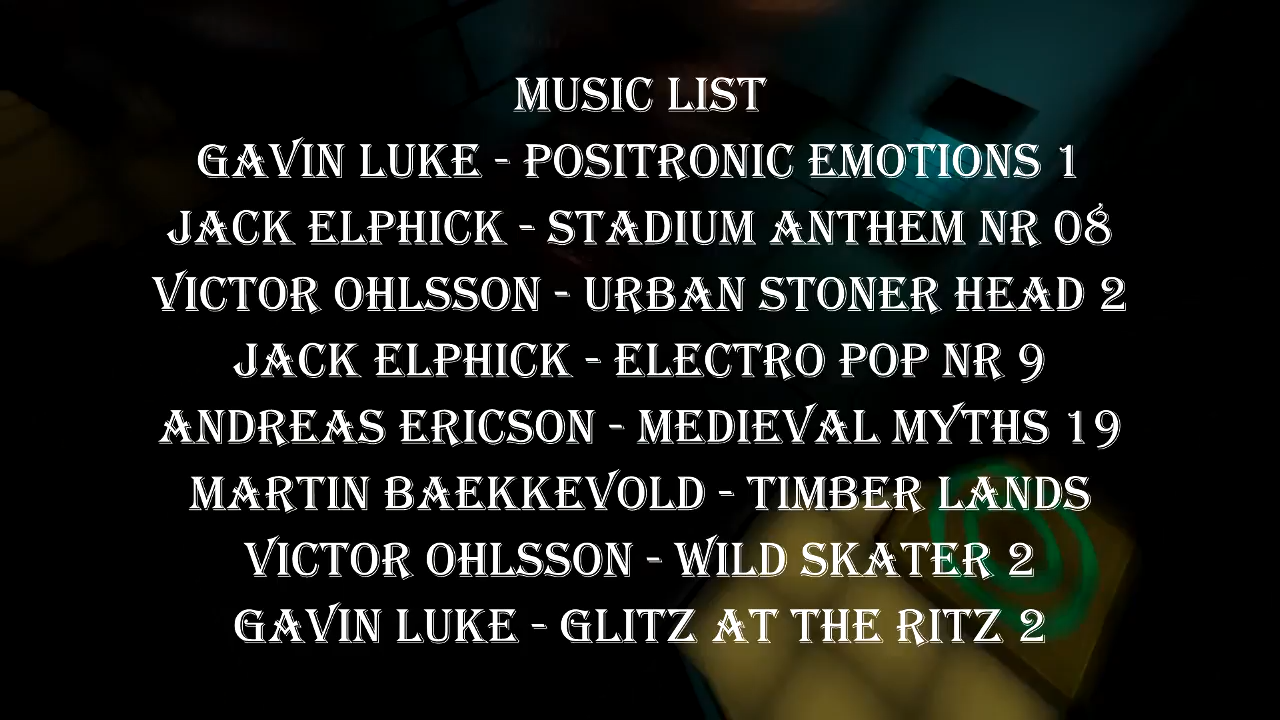 MUSIC LIST
GAVIN LUKE - POSITRONIC EMOTIONS 1
JACK ELPHICK - STADIUM ANTHEM NR 08
VICTOR OHLSSON - URBAN STONER HEAD 2
JACK ELPHICK - ELECTRO POP NR 9
ANDREAS ERICSON - MEDIEVAL MYTHS 19
MARTIN BAEKKEVOLD - TIMBER LANDS
VICTOR OHLSSON - WILD SKATER 2
GAVIN LUKE - GLITZ AT THE RITZ 2